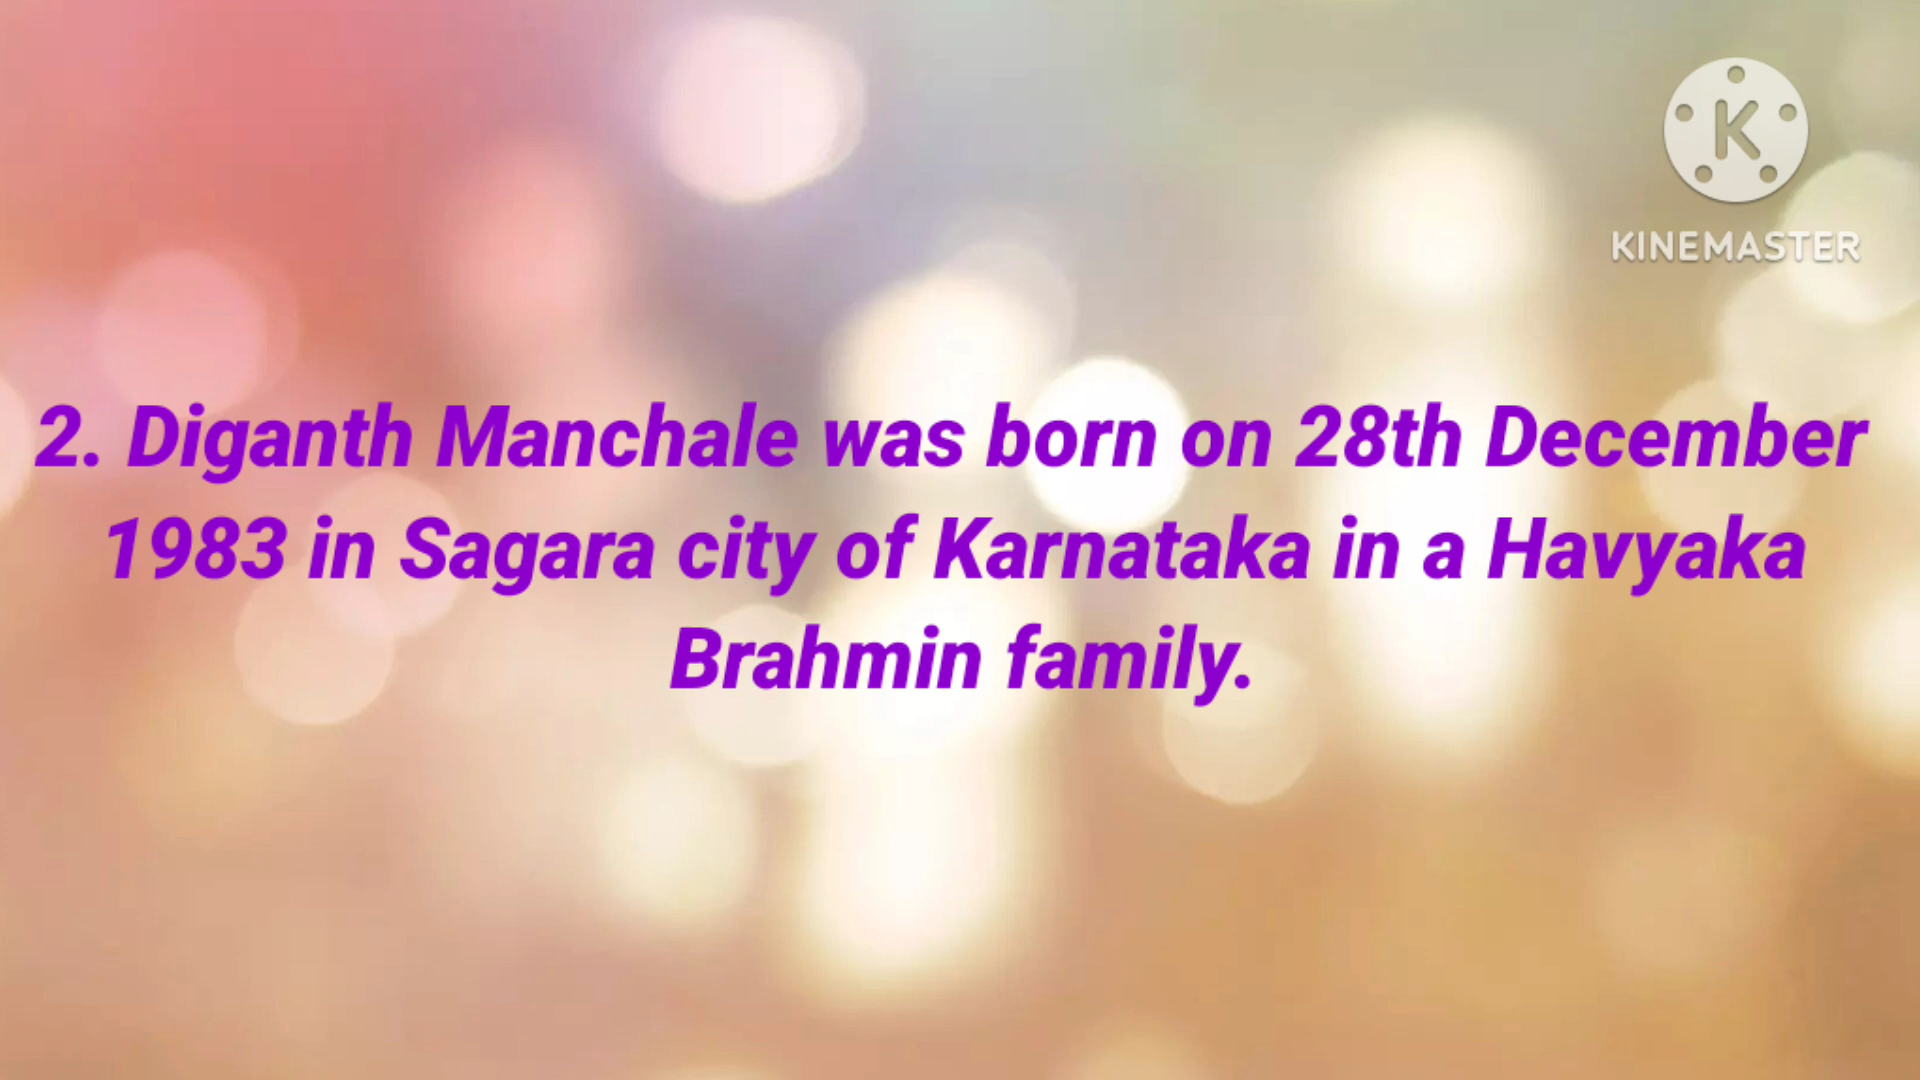 K
KINEMASTER
2. Diganth Manchale was born on 28th December
1983 in Sagara city of Karnataka in a Havyaka
Brahmin family.